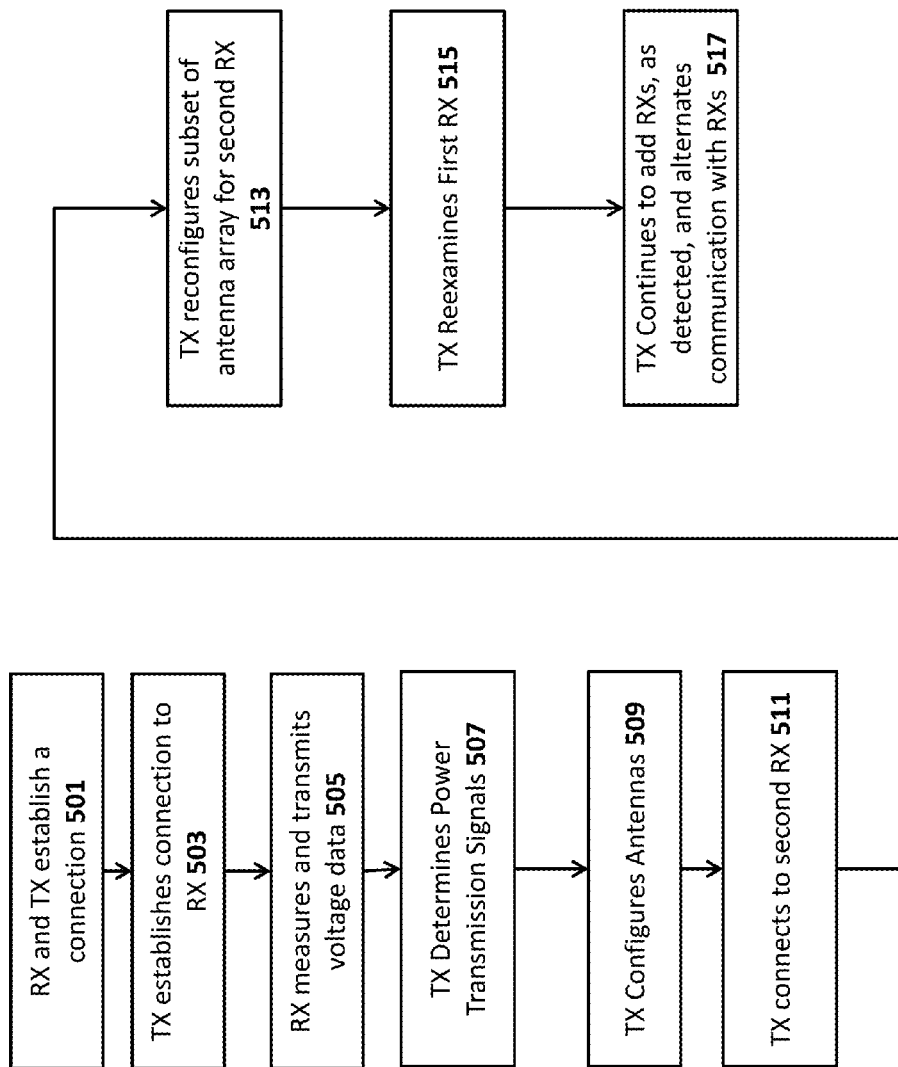 RX and TX establish a
connection 501
TX establishes connection to
RX 503
RX measures and transmits
voltage data 505
TX Determines Power
Transmission Signals 507
TX Configures Antennas 509
TX connects to second RX 511
TX reconfigures subset of
antenna array for second RX
513
TX Reexamines First RX 515
TX Continues to add RXs, as
detected, and alternates
communication with RXs 517